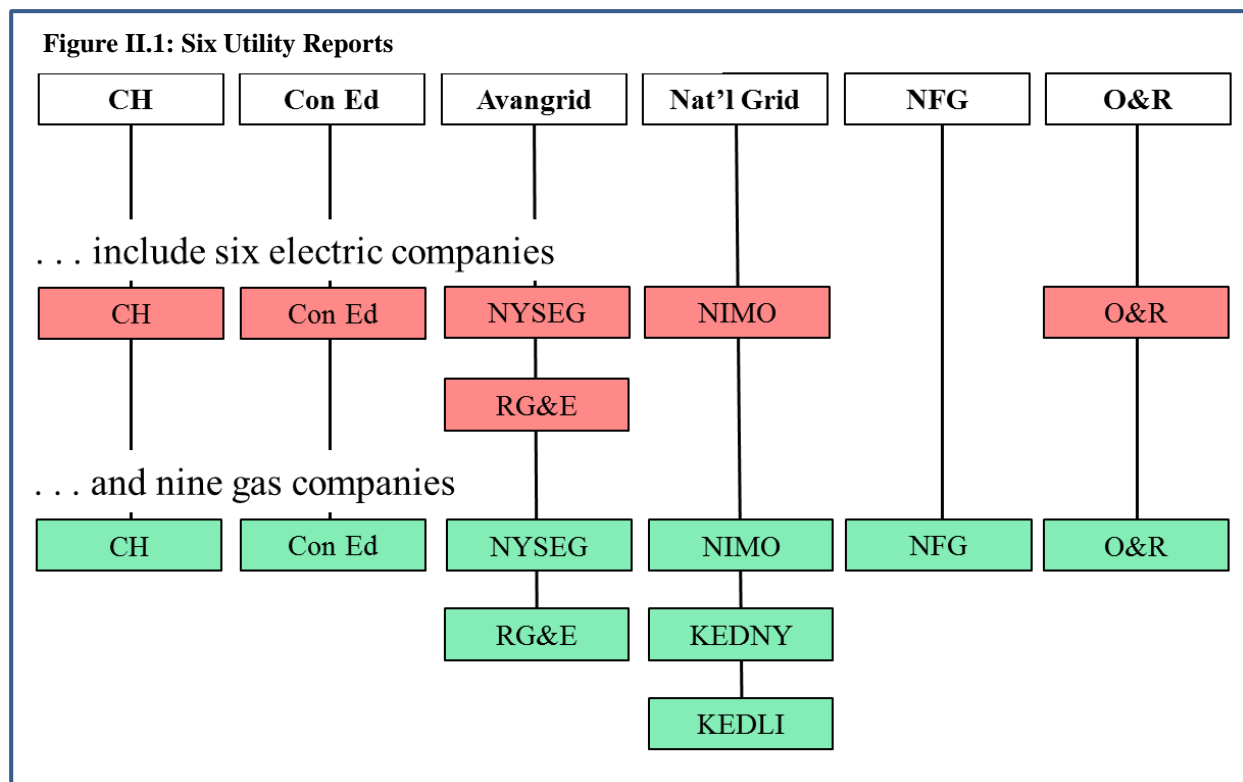 Figure II.1: Six Utility Reports
CH Con Ed Avangrid Nat’l Grid NFG O&R
. . . include six electric companies
CH Con Ed NYSEG NIMO O&R
RG&E
. . . and nine gas companies
CH Con Ed NYSEG NIMO NFG O&R
RG&E KEDNY
KEDLI